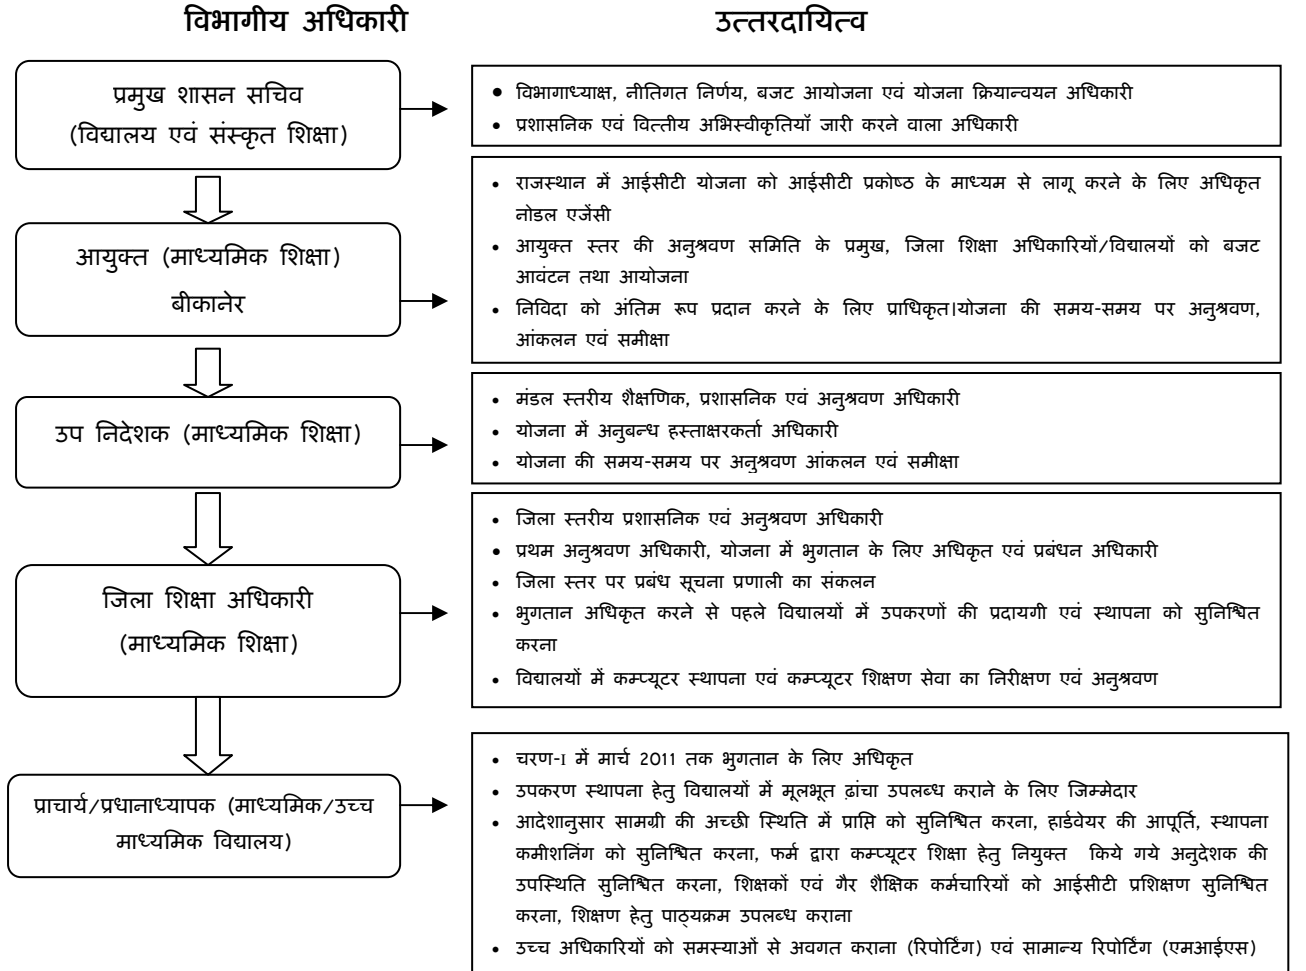 विभागीय अधिकारी
उत्तरदायित्व
प्रमुख शासन सचिव
(विद्यालय एवं संस्कृत शिक्षा)
• विभागाध्याक्ष, नीतिगत निर्णय, बजट आयोजना एवं योजना क्रियान्वयन अधिकारी
• प्रशासनिक एवं वित्तीय अभिस्वीकृतियाँ जारी करने वाला अधिकारी
आयुक्त (माध्यमिक शिक्षा)
बीकानेर
• राजस्थान में आईसीटी योजना को आईसीटी प्रकोष्ठ के माध्यम से लागू करने के लिए अधिकृत
नोडल एजेंसी
• आयुक्त स्तर की अनुश्रवण समिति के प्रमुख, जिला शिक्षा अधिकारियों/विद्यालयों को बजट
आवंटन तथा आयोजना
• निविदा को अंतिम रूप प्रदान करने के लिए प्राधिकृत।योजना की समय-समय पर अनुश्रवण,
आंकलन एवं समीक्षा
उप निदेशक (माध्यमिक शिक्षा)
• मंडल स्तरीय शैक्षणिक, प्रशासनिक एवं अनुश्रवण अधिकारी
• योजना में अनुबन्ध हस्ताक्षरकर्ता अधिकारी
• योजना की समय-समय पर अनुश्रवण आंकलन एवं समीक्षा
जिला शिक्षा अधिकारी
(माध्यमिक शिक्षा)
• जिला स्तरीय प्रशासनिक एवं अनुश्रवण अधिकारी
• प्रथम अनुश्रवण अधिकारी, योजना में भुगतान के लिए अधिकृत एवं प्रबंधन अधिकारी
• जिला स्तर पर प्रबंध सूचना प्रणाली का संकलन
• भुगतान अधिकृत करने से पहले विद्यालयों में उपकरणों की प्रदायगी एवं स्थापना को सुनिश्चित
करना
• विद्यालयों में कम्प्यूटर स्थापना एवं कम्प्यूटर शिक्षण सेवा का निरीक्षण एवं अनुश्रवण
प्राचार्य/प्रधानाध्यापक (माध्यमिक/उच्च
माध्यमिक विद्यालय)
• चरण-I में मार्च 2011 तक भुगतान के लिए अधिकृत
• उपकरण स्थापना हेतु विद्यालयों में मूलभूत ढ़ांचा उपलब्ध कराने के लिए जिम्मेदार
• आदेशानुसार सामग्री की अच्छी स्थिति में प्राप्ति को सुनिश्चित करना, हार्डवेयर की आपूर्ति, स्थापना
कमीशनिंग को सुनिश्चित करना, फर्म द्वारा कम्प्यूटर शिक्षा हेतु नियुक्त किये गये अनुदेशक की
उपस्थिति सुनिश्चित करना, शिक्षकों एवं गैर शैक्षिक कर्मचारियों को आईसीटी प्रशिक्षण सुनिश्चित
करना, शिक्षण हेतु पाठ्यक्रम उपलब्ध कराना
• उच्च अधिकारियों को समस्याओं से अवगत कराना (रिपोर्टिंग) एवं सामान्य रिपोर्टिंग (एमआईएस)